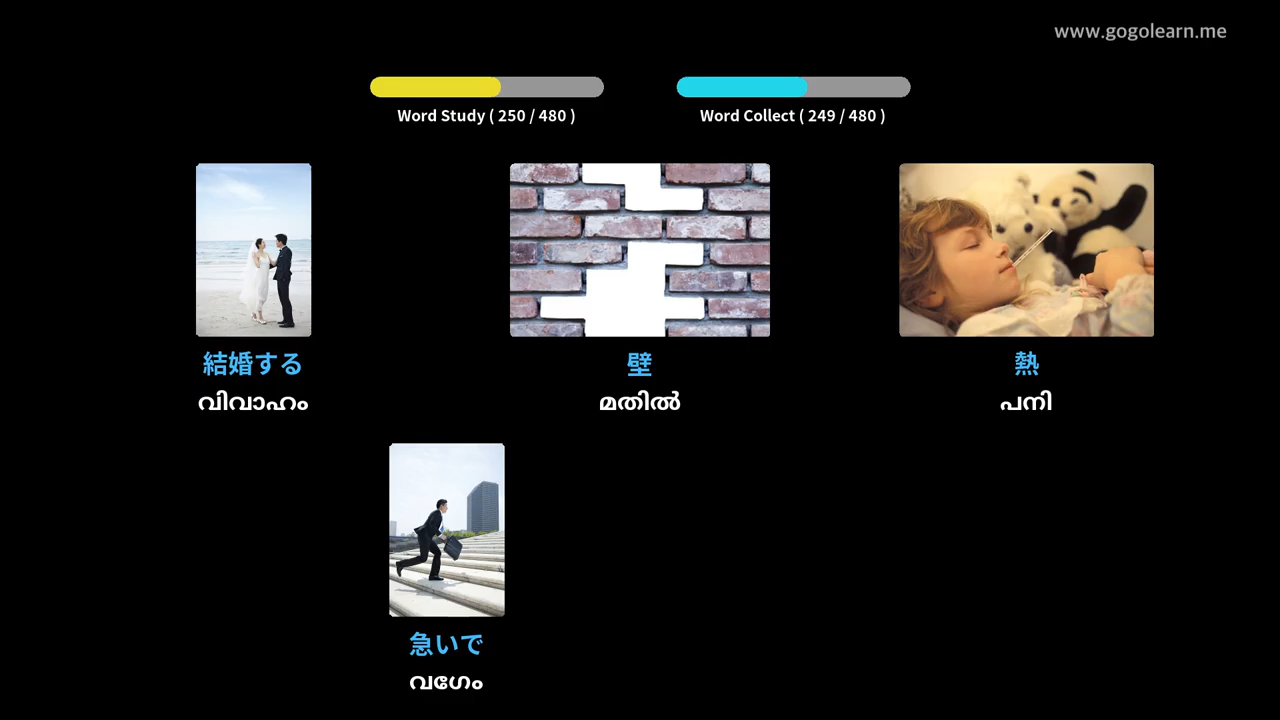 www.gogolearn.me
Word Study ( 250 / 480 )
Word Collect ( 249 / 480 )
結婚する
വിവാഹം
壁
മതിൽ
熱
പനി
急いで
വഗേം